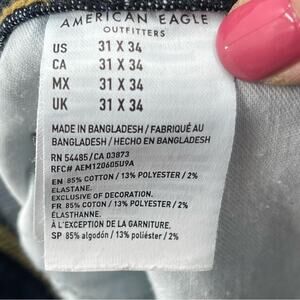 AMERICAN EAGLE
OUTFITTERS
US 31 X 34
CA 31 X 34
MX 31 X 34
UK 31 X 34
MADE IN BANGLADESH / FABRIQUÉ AU
BANGLADESH / HECHO EN BANGLADESH
RN 54485/CA 03873
RFC# AEM120605U9A
EN 85% COTTON / 13% POLYESTER / 2%
ELASTANE.
EXCLUSIVE OF DECORATION.
FR 85% COTON / 13% POLYESTER / 2%
ÉLASTHANNE.
À L'EXCEPTION DE LA GARNITURE.
SP 85% algodón / 13% poliéster / 2%